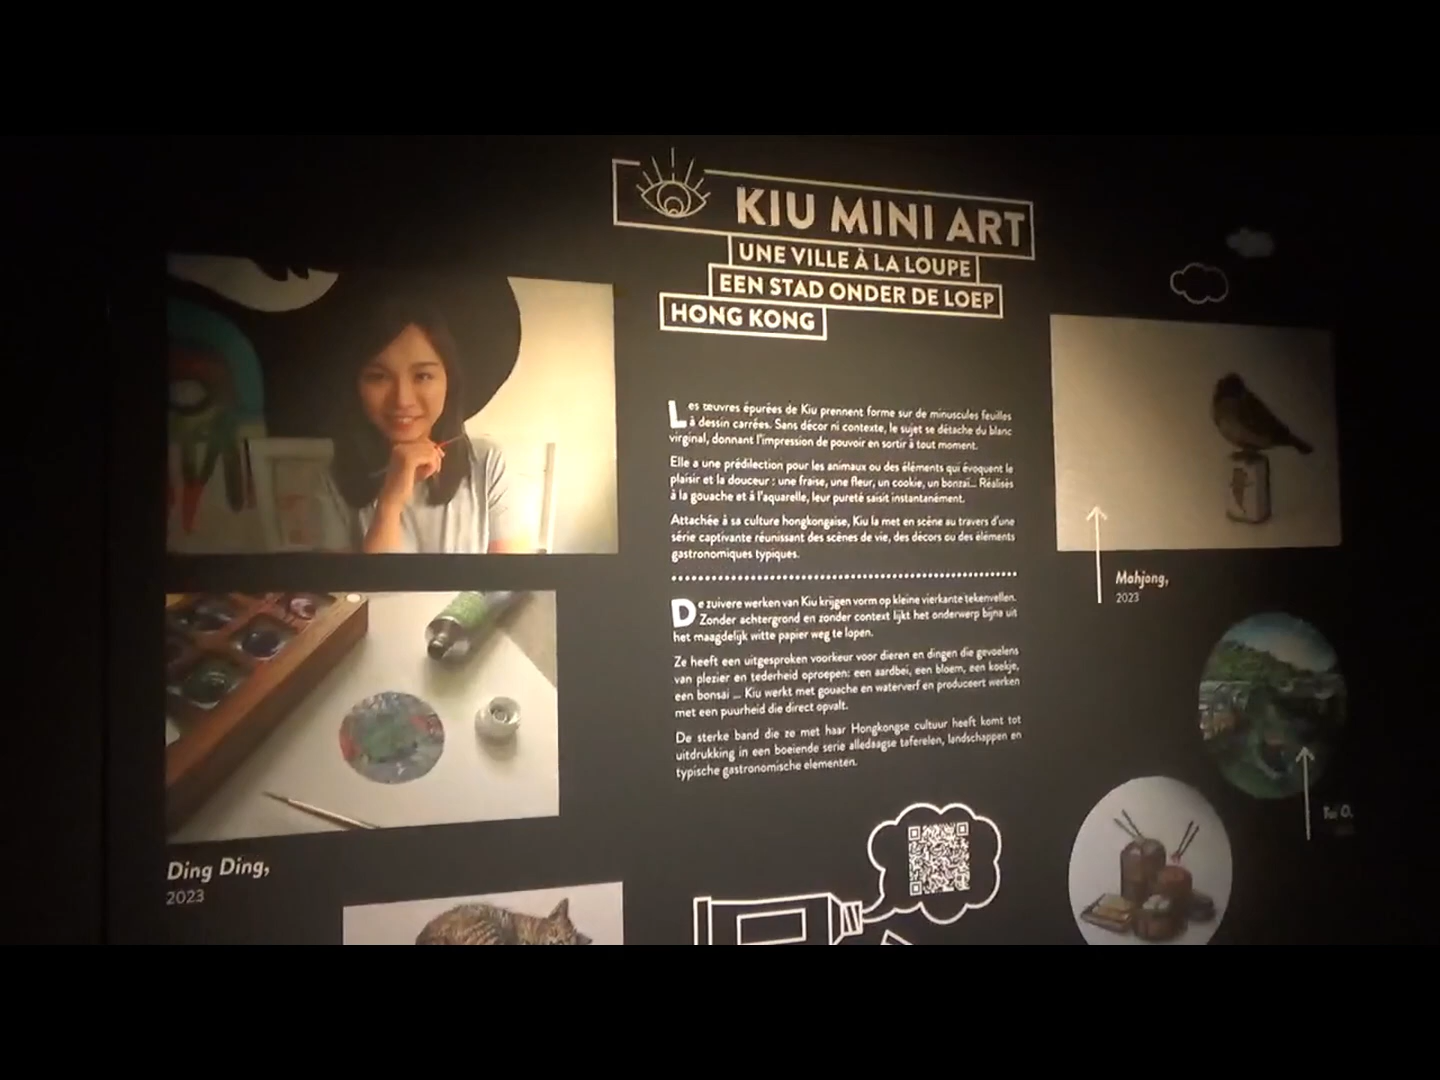 KIU MINI ART
UNE VILLE À LA LOUPE
EEN STAD ONDER DE LOEP
HONG KONG
Les œuvres épurées de Kiu prennent forme sur de minuscules feuilles
à dessin carrées. Sans décor ni contexte, le sujet se détache du blanc
virginal, donnant l'impression de pouvoir en sortir à tout moment.
Elle a une prédilection pour les animaux ou des éléments qui évoquent le
plaisir et la douceur : une fraise, une fleur, un cookie, un bonzaï... Réalisés
à la gouache et à l'aquarelle, leur pureté saisit instantanément.
Attachée à sa culture hongkongaise, Kiu la met en scène au travers d'une
série captivante réunissant des scènes de vie, des décors ou des éléments
gastronomiques typiques.
De zuivere werken van Kiu krijgen vorm op kleine vierkante tekenvellen.
Zonder achtergrond en zonder context lijkt het onderwerp bijna uit
het maagdelijk witte papier weg te lopen.
Ze heeft een uitgesproken voorkeur voor dieren en dingen die gevoelens
van plezier en tederheid oproepen: een aardbei, een bloem, een koekje,
een bonsai ... Kiu werkt met gouache en waterverf en produceert werken
met een puurheid die direct opvalt.
De sterke band die ze met haar Hongkongse cultuur heeft komt tot
uitdrukking in een boeiende serie alledaagse taferelen, landschappen en
typische gastronomische elementen.
Mahjong,
2023
Ding Ding,
2023